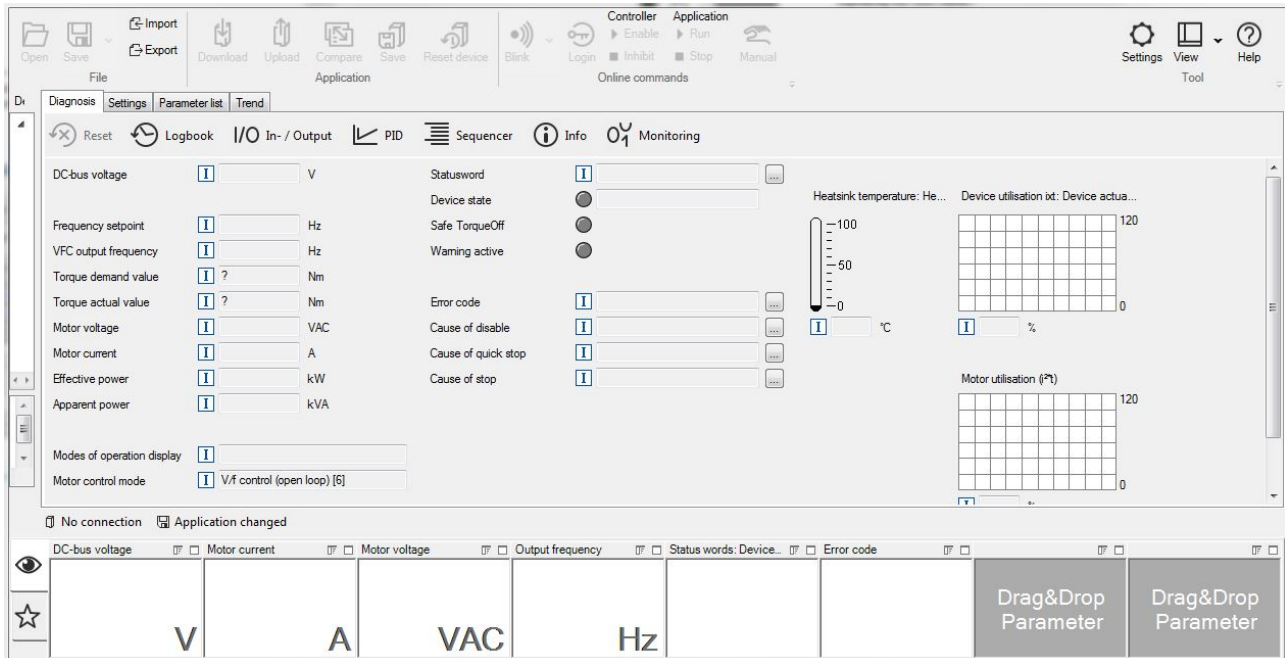 Controller Application
Import
Export
Enable Run
Inhibit Stop
Open Save Download Upload Compare Save Reset device Blink Login Manual Settings View Help
File Application Online commands Tool
Diagnosis Settings Parameter list Trend
Reset Logbook I/O In- / Output PID Sequencer Info Monitoring
DC-bus voltage I V Statusword I ...
Device state
Heatsink temperature: He... Device utilisation ixt: Device actua...
Frequency setpoint I Hz Safe TorqueOff
100 120
VFC output frequency I Hz Warning active
50
Torque demand value I ? Nm
Torque actual value I ? Nm Error code I ...
0 0
Motor voltage I VAC Cause of disable I ...
I °C I %
Motor current I A Cause of quick stop I ...
Effective power I kW Cause of stop I ...
Motor utilisation (i²t)
Apparent power I kVA
120
Modes of operation display I
Motor control mode I V/f control (open loop) [6]
0
No connection Application changed
DC-bus voltage Motor current Motor voltage Output frequency Status words: Device... Error code
V A VAC Hz
Drag&Drop Drag&Drop
Parameter Parameter